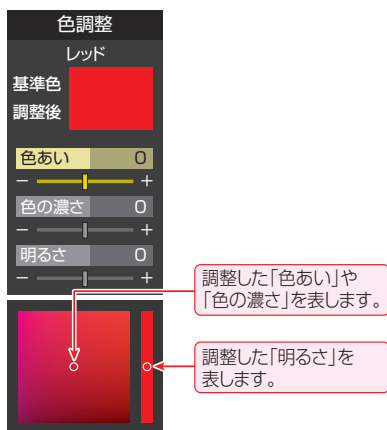 色調整
レッド
基準色
調整後
色あい 0
− +
色の濃さ 0
− +
明るさ 0
− +
調整した「色あい」や
「色の濃さ」を表します。
調整した「明るさ」を
表します。